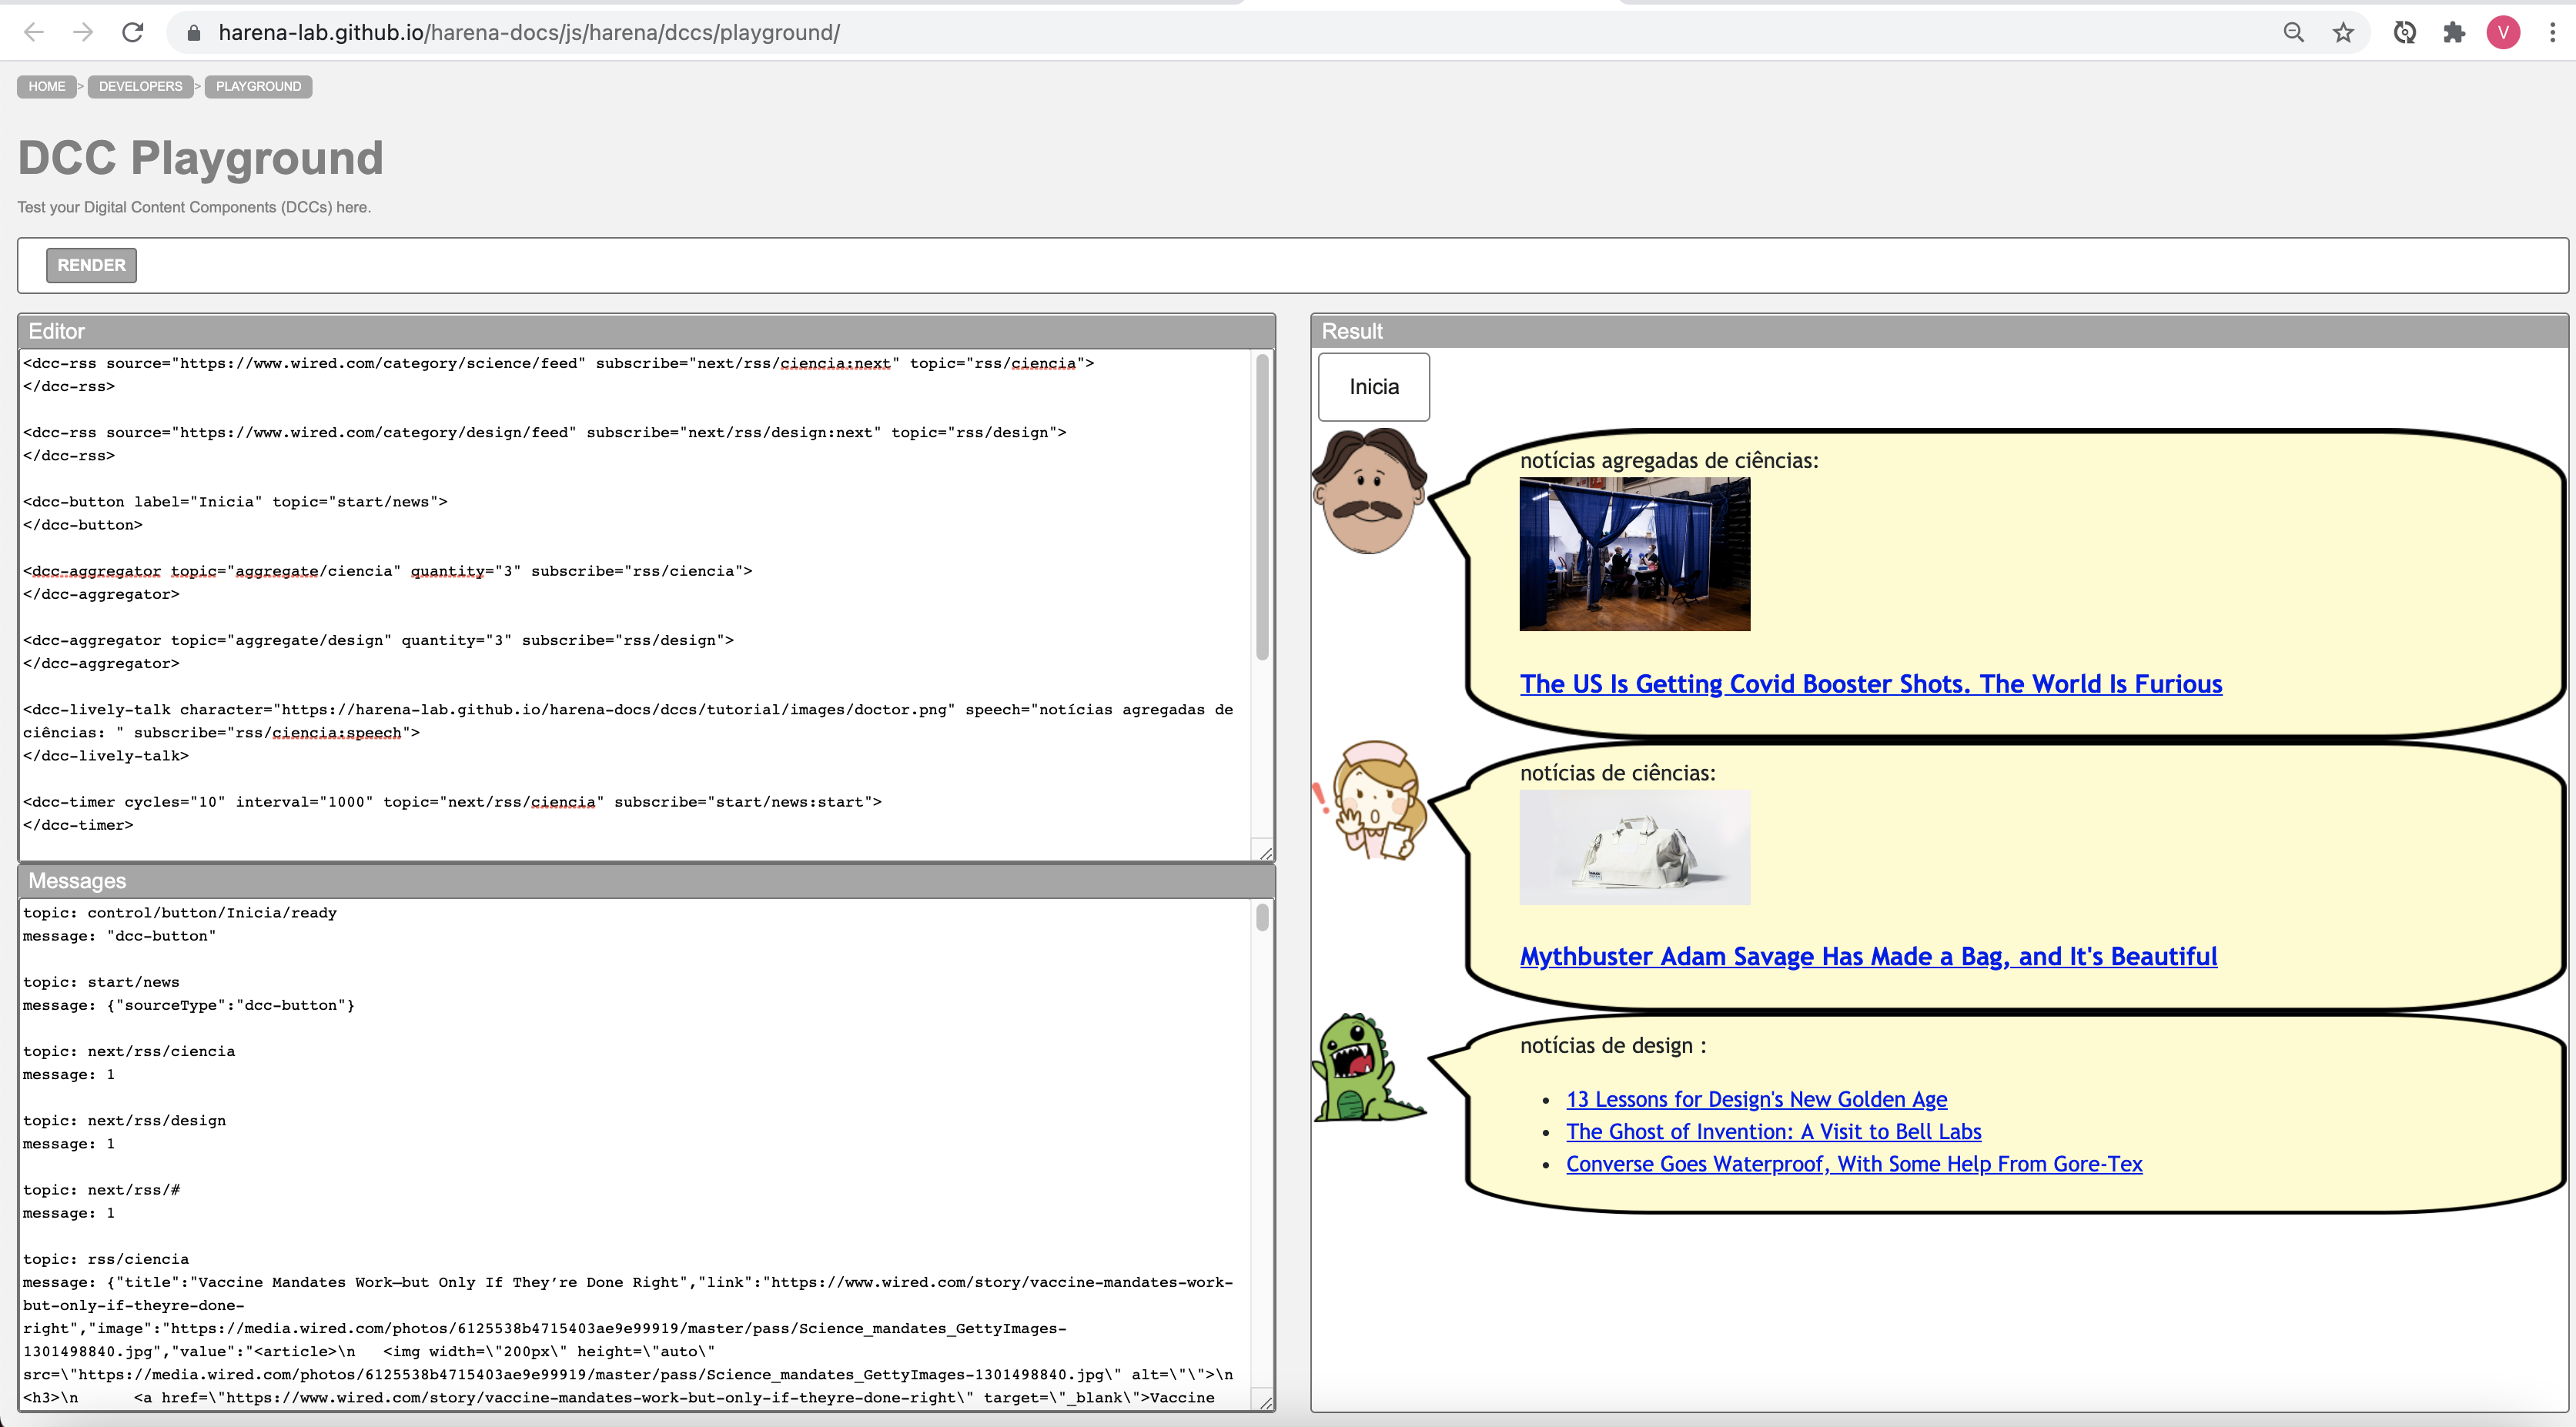 harena-lab.github.io/harena-docs/js/harena/dccs/playground/
V
HOME > DEVELOPERS > PLAYGROUND
DCC Playground
Test your Digital Content Components (DCCs) here.
RENDER
Editor
<dcc-rss source="https://www.wired.com/category/science/feed" subscribe="next/rss/ciencia:next" topic="rss/ciencia">
</dcc-rss>
<dcc-rss source="https://www.wired.com/category/design/feed" subscribe="next/rss/design:next" topic="rss/design">
</dcc-rss>
<dcc-button label="Inicia" topic="start/news">
</dcc-button>
<dcc-aggregator topic="aggregate/ciencia" quantity="3" subscribe="rss/ciencia">
</dcc-aggregator>
<dcc-aggregator topic="aggregate/design" quantity="3" subscribe="rss/design">
</dcc-aggregator>
<dcc-lively-talk character="https://harena-lab.github.io/harena-docs/dccs/tutorial/images/doctor.png" speech="notícias agregadas de
ciências: " subscribe="rss/ciencia:speech">
</dcc-lively-talk>
<dcc-timer cycles="10" interval="1000" topic="next/rss/ciencia" subscribe="start/news:start">
</dcc-timer>
Messages
topic: control/button/Inicia/ready
message: "dcc-button"
topic: start/news
message: {"sourceType":"dcc-button"}
topic: next/rss/ciencia
message: 1
topic: next/rss/design
message: 1
topic: next/rss/#
message: 1
topic: rss/ciencia
message: {"title":"Vaccine Mandates Work—but Only If They’re Done Right","link":"https://www.wired.com/story/vaccine-mandates-work-
but-only-if-theyre-done-
right","image":"https://media.wired.com/photos/6125538b4715403ae9e99919/master/pass/Science_mandates_GettyImages-
1301498840.jpg","value":"<article>\n   <img width=\"200px\" height=\"auto\"
src=\"https://media.wired.com/photos/6125538b4715403ae9e99919/master/pass/Science_mandates_GettyImages-1301498840.jpg\" alt=\"\">\n
<h3>\n      <a href=\"https://www.wired.com/story/vaccine-mandates-work-but-only-if-theyre-done-right\" target=\"_blank\">Vaccine
Result
Inicia
notícias agregadas de ciências:
The US Is Getting Covid Booster Shots. The World Is Furious
notícias de ciências:
Mythbuster Adam Savage Has Made a Bag, and It's Beautiful
notícias de design :
• 13 Lessons for Design's New Golden Age
• The Ghost of Invention: A Visit to Bell Labs
• Converse Goes Waterproof, With Some Help From Gore-Tex